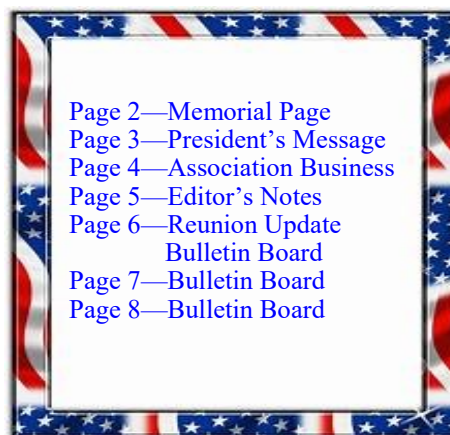 Page 2—Memorial Page
Page 3—President’s Message
Page 4—Association Business
Page 5—Editor’s Notes
Page 6—Reunion Update
Bulletin Board
Page 7—Bulletin Board
Page 8—Bulletin Board